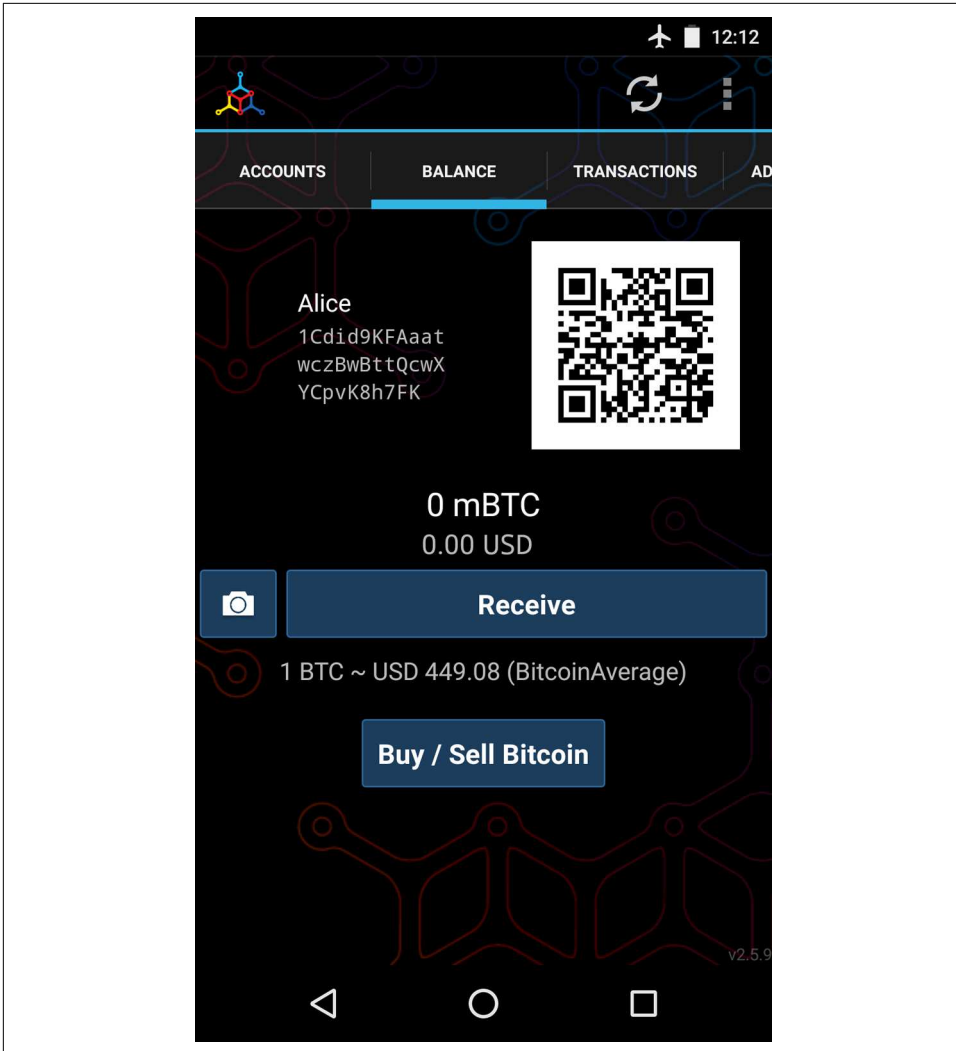 12:12
ACCOUNTS BALANCE TRANSACTIONS AD
Alice
1Cdid9KFAaat
wczBwBttQcwX
YCpvK8h7FK
0 mBTC
0.00 USD
Receive
1 BTC ~ USD 449.08 (BitcoinAverage)
Buy / Sell Bitcoin
v2.5.9